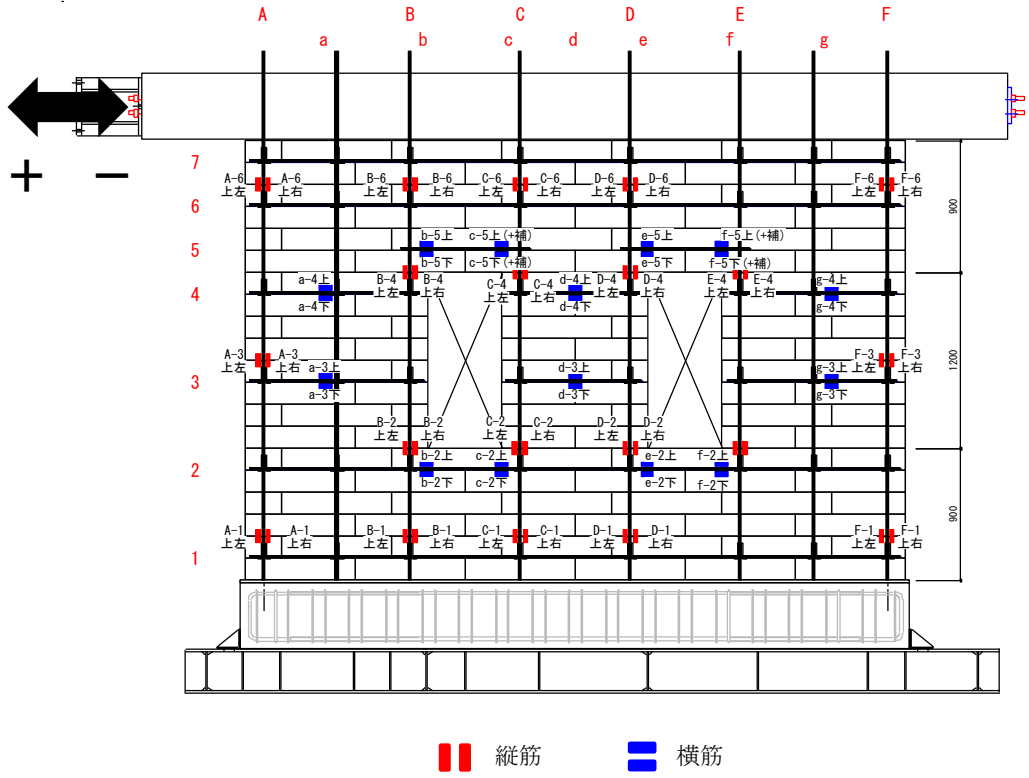 A B C D E F
a b c d e f g
+ −
7
A-6 上左 A-6 上右 B-6 上左 B-6 上右 C-6 上左 C-6 上右 D-6 上左 D-6 上右 F-6 上左 F-6 上右
6
900
b-5上 c-5上(+補) e-5上 f-5上(+補)
5
b-5下 c-5下(+補) e-5下 f-5下(+補)
a-4上 B-4 上左 B-4 上右 C-4 上左 C-4 上右 d-4上 D-4 上左 D-4 上右 E-4 上左 E-4 上右 g-4上
4
a-4下 d-4下 g-4下
A-3 上左 A-3 上右 a-3上 d-3上 g-3上 F-3 上左 F-3 上右
1200
3
a-3下 d-3下 g-3下
B-2 上左 B-2 上右 C-2 上左 C-2 上右 D-2 上左 D-2 上右
b-2上 c-2上 e-2上 f-2上
2
b-2下 c-2下 e-2下 f-2下
900
A-1 上左 A-1 上右 B-1 上左 B-1 上右 C-1 上左 C-1 上右 D-1 上左 D-1 上右 F-1 上左 F-1 上右
1
縦筋 横筋